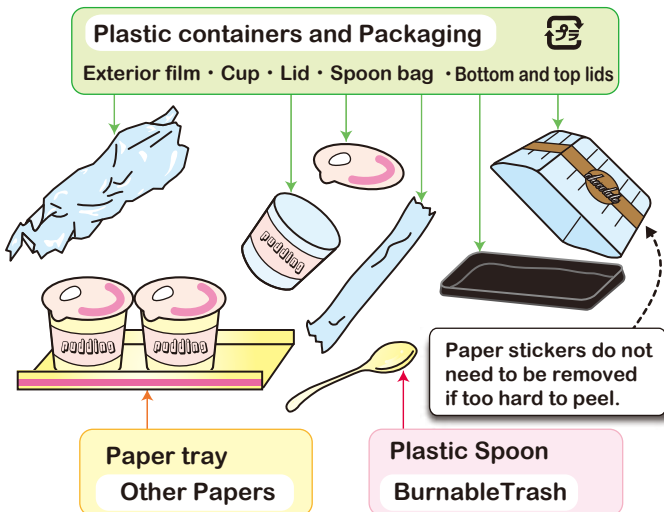 Plastic containers and Packaging
プラ
Exterior film・Cup・Lid・Spoon bag ・Bottom and top lids
pudding
pudding
pudding
Paper stickers do not
need to be removed
if too hard to peel.
Paper tray
Other Papers
Plastic Spoon
BurnableTrash